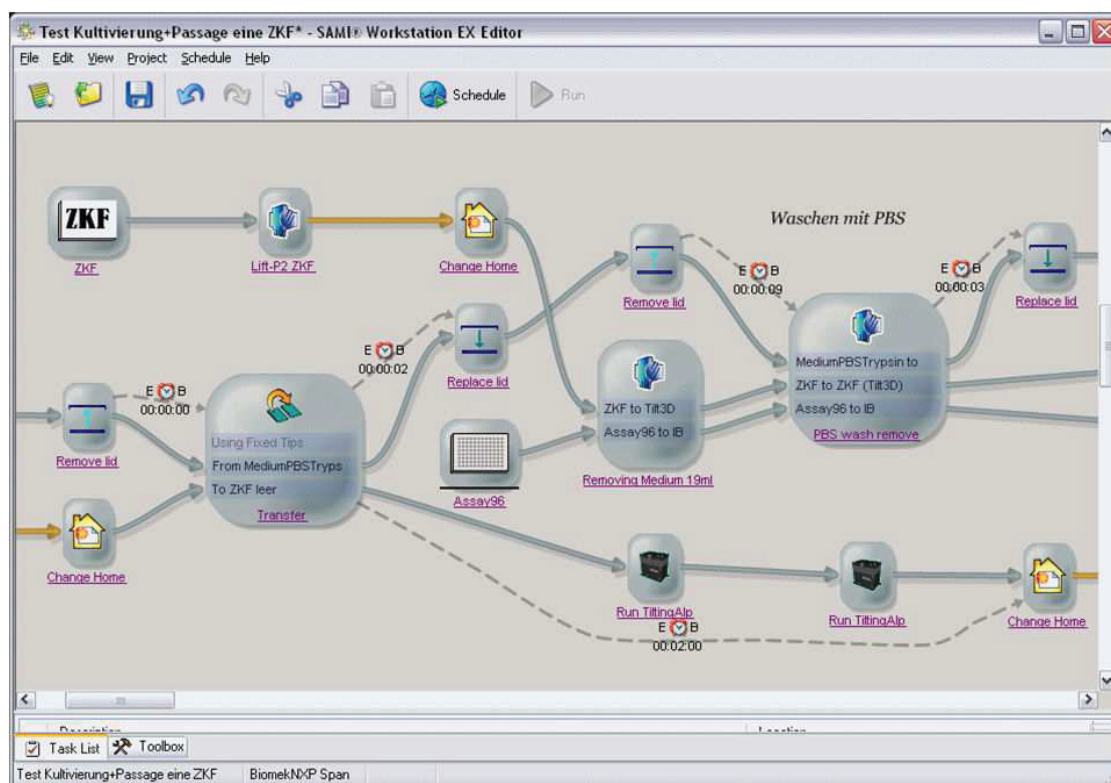 Test Kultivierung+Passage eine ZKF* - SAMI® Workstation EX Editor
File Edit View Project Schedule Help
Schedule Run
ZKF
ZKF
Lift-P2 ZKF
Change Home
Waschen mit PBS
Remove lid
E B
00:00:09
E B
00:00:03
Replace lid
E B
00:00:02
Replace lid
MediumPBSTrypsin to
ZKF to ZKF (Tilt3D)
Assay96 to IB
PBS wash remove
ZKF to Tilt3D
Assay96 to IB
Removing Medium 19ml
E B
00:00:00
Remove lid
Using Fixed Tips
From MediumPBSTryps
To ZKF leer
Transfer
Assay96
Change Home
Run TiltingAlp
Run TiltingAlp
Change Home
E B
00:02:00
Description Location
Task List Toolbox
Test Kultivierung+Passage eine ZKF BiomekNXP Span